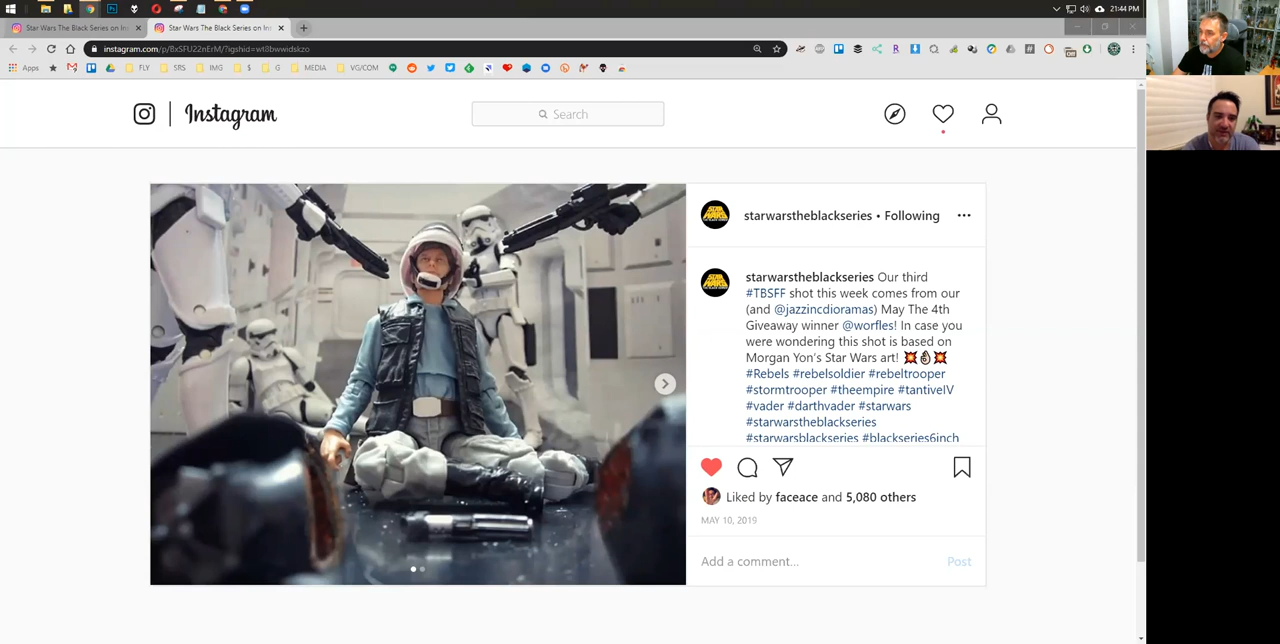 21:44 PM
Star Wars The Black Series on In
Star Wars The Black Series on In
instagram.com/p/BxSFU22nErM/?igshid=wt8bwwidskzo
Apps
FLY
SRS
IMG
$
G
MEDIA
VG/COM
Instagram
Search
starwarstheblackseries • Following
starwarstheblackseries Our third
#TBSFF shot this week comes from our
(and @jazzincdioramas) May The 4th
Giveaway winner @worfles! In case you
were wondering this shot is based on
Morgan Yon's Star Wars art! 💥👌🏿💥
#Rebels #rebelsoldier #rebeltrooper
#stormtrooper #theempire #tantiveIV
#vader #darthvader #starwars
#starwarstheblackseries
#starwarsblackseries #blackseries6inch
Liked by faceace and 5,080 others
MAY 10, 2019
Add a comment...
Post